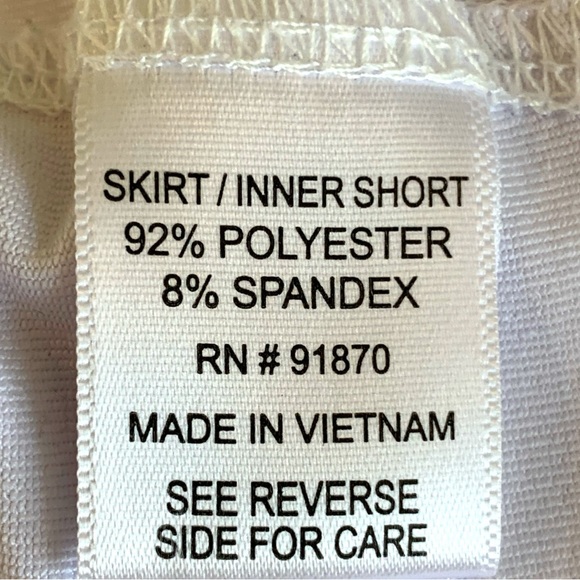 SKIRT / INNER SHORT
92% POLYESTER
8% SPANDEX
RN # 91870
MADE IN VIETNAM
SEE REVERSE
SIDE FOR CARE